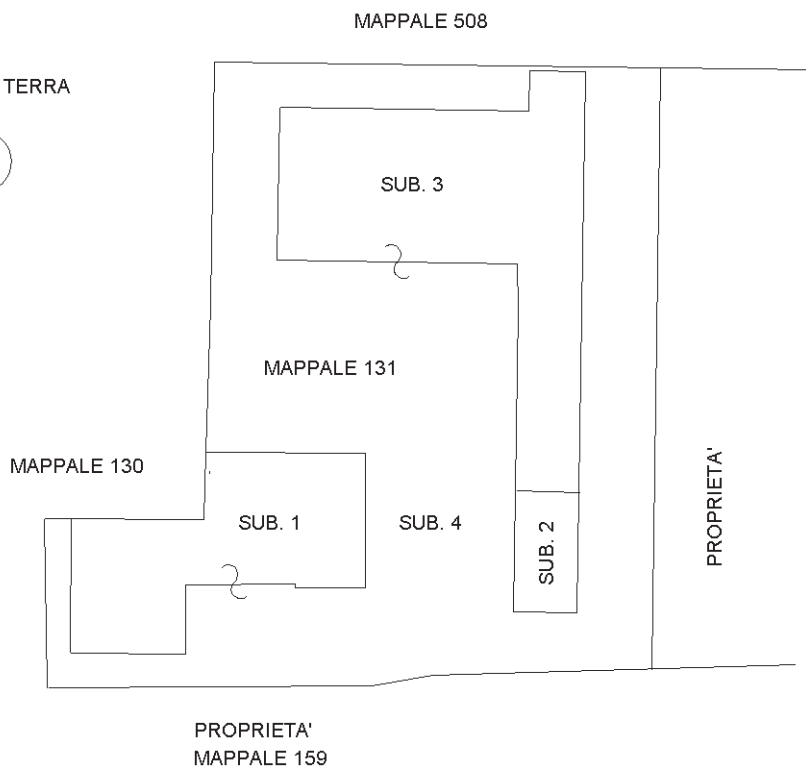 MAPPALE 508
TERRA
SUB. 3
MAPPALE 131
MAPPALE 130
SUB. 1
SUB. 4
SUB. 2
PROPRIETA'
PROPRIETA'
MAPPALE 159